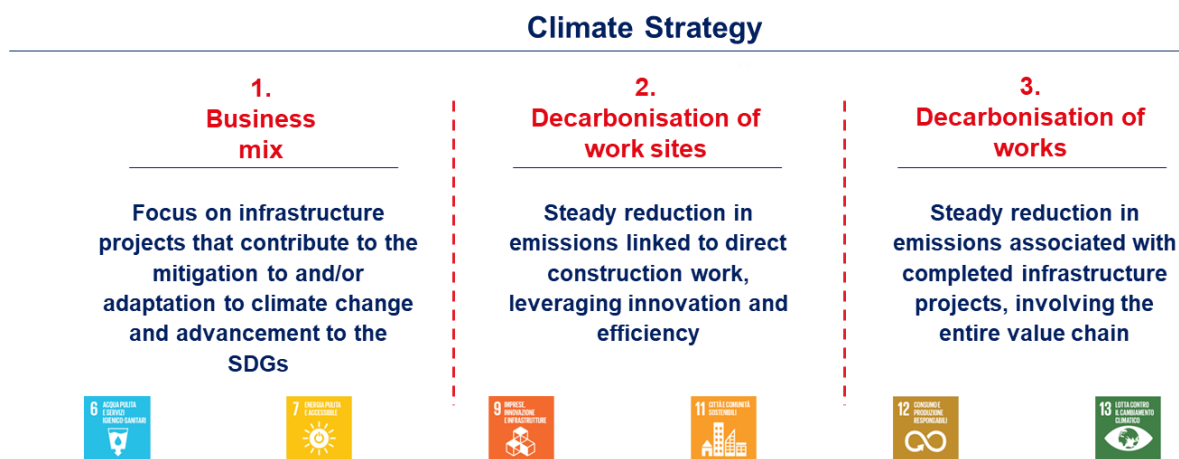 Climate Strategy
1.
Business
mix
Focus on infrastructure
projects that contribute to the
mitigation to and/or
adaptation to climate change
and advancement to the
SDGs
2.
Decarbonisation of
work sites
Steady reduction in
emissions linked to direct
construction work,
leveraging innovation and
efficiency
3.
Decarbonisation of
works
Steady reduction in
emissions associated with
completed infrastructure
projects, involving the
entire value chain
6 ACQUA PULITA
E SERVIZI
IGIENICO-SANITARI
7 ENERGIA PULITA
E ACCESSIBILE
9 IMPRESE,
INNOVAZIONE
E INFRASTRUTTURE
11 CITTÀ E COMUNITÀ
SOSTENIBILI
12 CONSUMO E
PRODUZIONE
RESPONSABILI
13 LOTTA CONTRO
IL CAMBIAMENTO
CLIMATICO